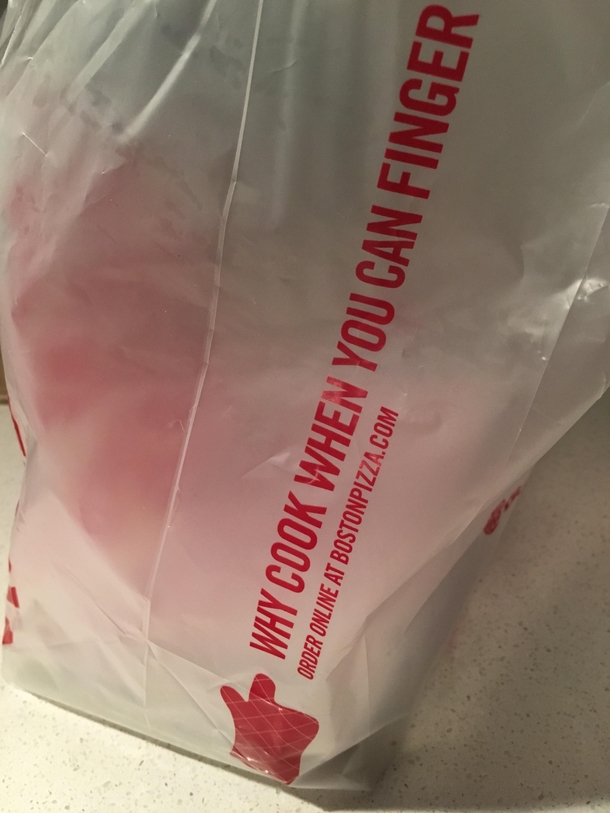 WHY COOK WHEN YOU CAN FINGER
ORDER ONLINE AT BOSTONPIZZA.COM